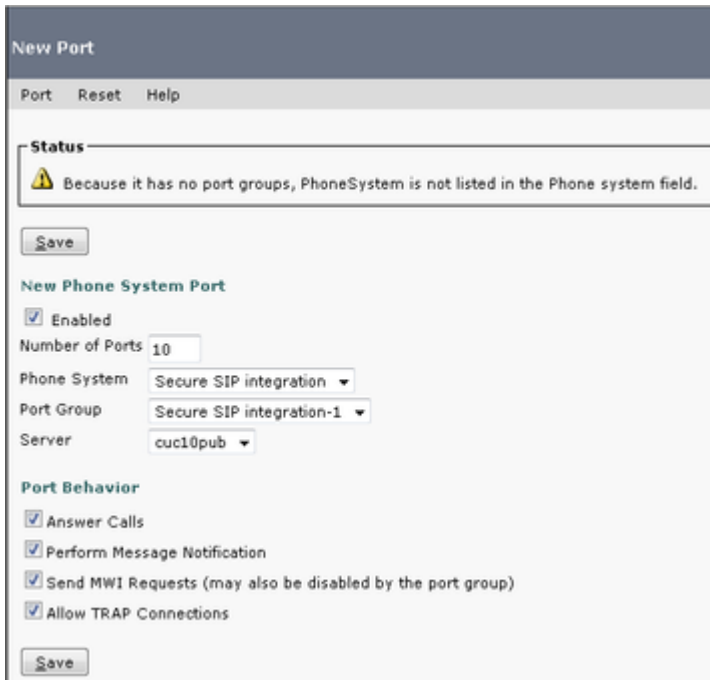 New Port
Port Reset Help
Status
Because it has no port groups, PhoneSystem is not listed in the Phone system field.
Save
New Phone System Port
Enabled
Number of Ports 10
Phone System Secure SIP integration
Port Group Secure SIP integration-1
Server cuc10pub
Port Behavior
Answer Calls
Perform Message Notification
Send MWI Requests (may also be disabled by the port group)
Allow TRAP Connections
Save